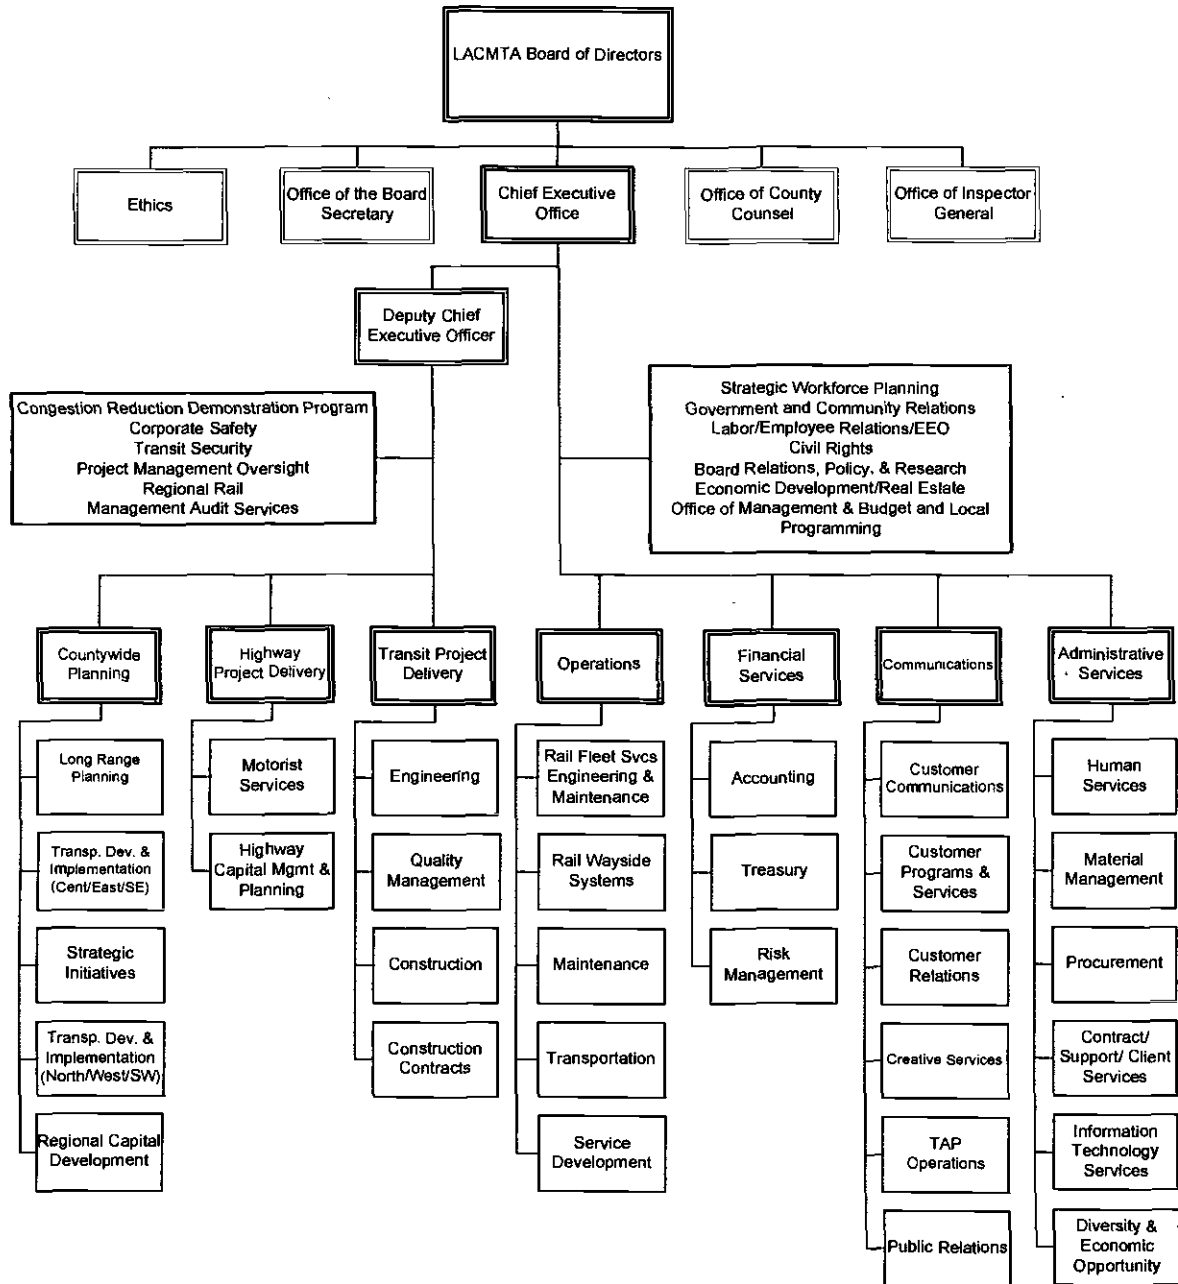 LACMTA Board of Directors
Ethics
Office of the Board
Secretary
Chief Executive
Office
Office of County
Counsel
Office of Inspector
General
Deputy Chief
Executive Officer
Congestion Reduction Demonstration Program
Corporate Safety
Transit Security
Project Management Oversight
Regional Rail
Management Audit Services
Strategic Workforce Planning
Government and Community Relations
Labor/Employee Relations/EEO
Civil Rights
Board Relations, Policy, & Research
Economic Development/Real Estate
Office of Management & Budget and Local
Programming
Countywide
Planning
Highway
Project Delivery
Transit Project
Delivery
Operations
Financial
Services
Communications
Administrative
Services
Long Range
Planning
Transp. Dev. &
Implementation
(Cent/East/SE)
Strategic
Initiatives
Transp. Dev. &
Implementation
(North/West/SW)
Regional Capital
Development
Motorist
Services
Highway
Capital Mgmt &
Planning
Engineering
Quality
Management
Construction
Construction
Contracts
Rail Fleet Svcs
Engineering &
Maintenance
Rail Wayside
Systems
Maintenance
Transportation
Service
Development
Accounting
Treasury
Risk
Management
Customer
Communications
Customer
Programs &
Services
Customer
Relations
Creative Services
TAP
Operations
Public Relations
Human
Services
Material
Management
Procurement
Contract/
Support/ Client
Services
Information
Technology
Services
Diversity &
Economic
Opportunity